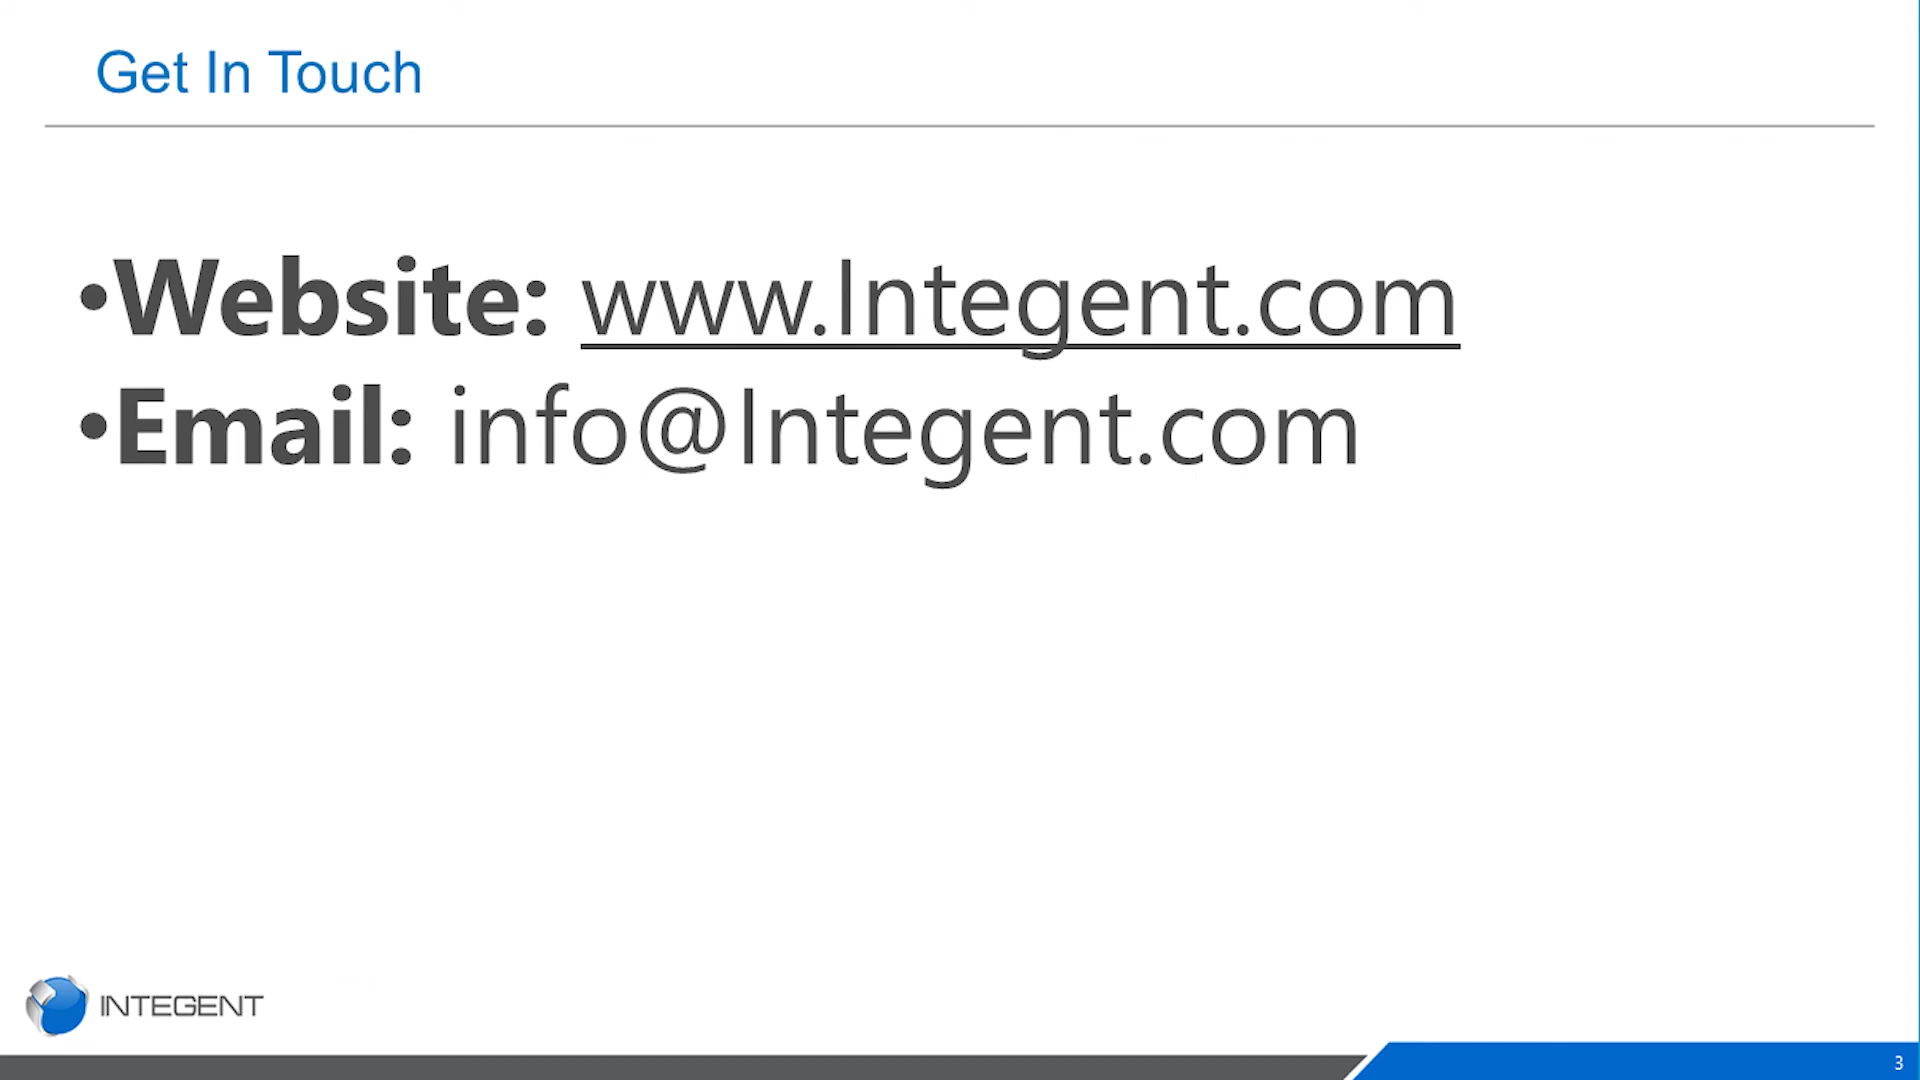 Get In Touch
•Website: www.Integent.com
•Email: info@Integent.com
INTEGENT
3